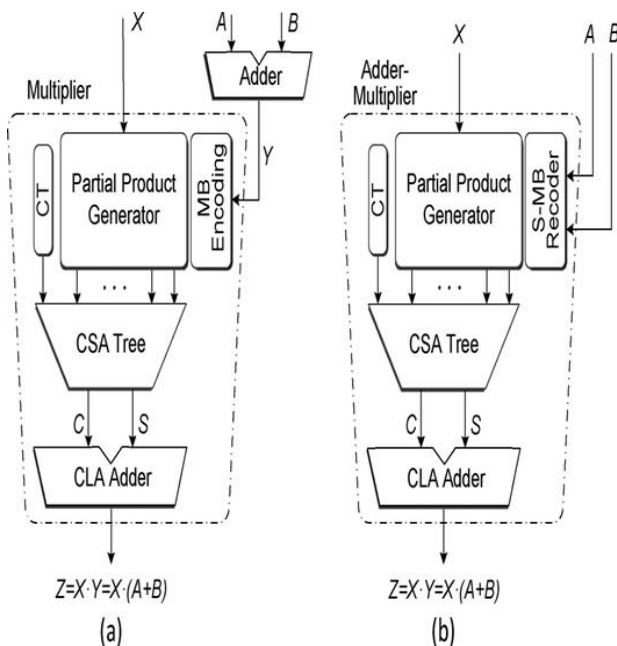 X
A
B
Adder
Multiplier
Y
CT
Partial Product
Generator
MB
Encoding
...
CSA Tree
C
S
CLA Adder
Z=X·Y=X·(A+B)
(a)
X
A
B
Adder-
Multiplier
CT
Partial Product
Generator
S-MB
Recoder
...
CSA Tree
C
S
CLA Adder
Z=X·Y=X·(A+B)
(b)